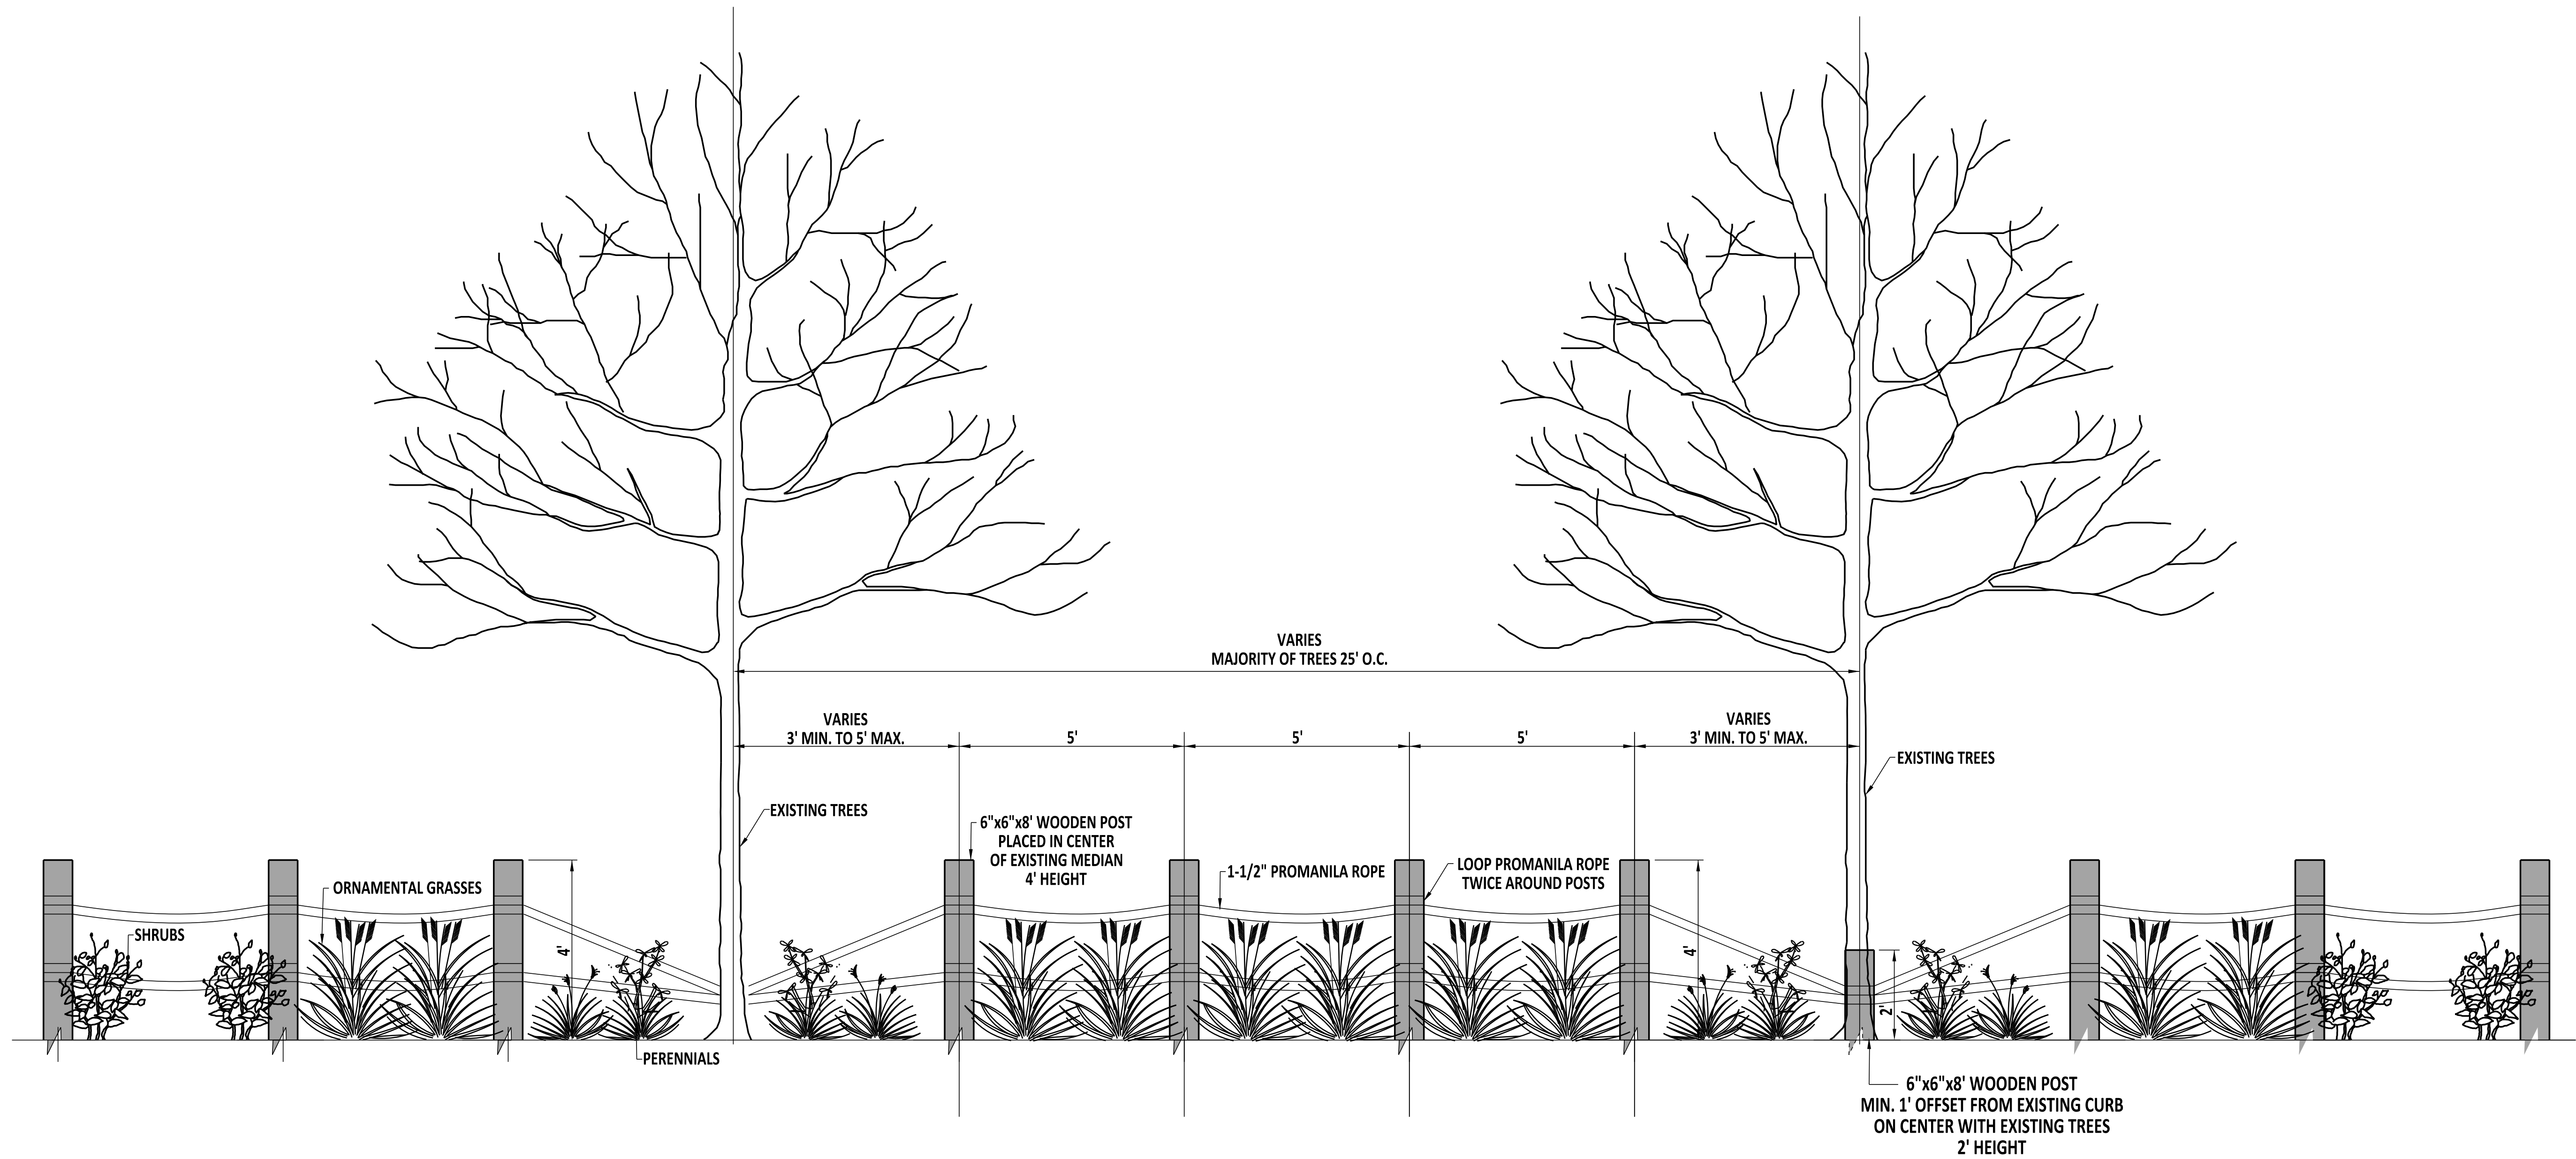 VARIES
MAJORITY OF TREES 25' O.C.
VARIES
3' MIN. TO 5' MAX.
5'
5'
5'
VARIES
3' MIN. TO 5' MAX.
EXISTING TREES
EXISTING TREES
6"x6"x8' WOODEN POST
PLACED IN CENTER
OF EXISTING MEDIAN
4' HEIGHT
1-1/2" PROMANILA ROPE
LOOP PROMANILA ROPE
TWICE AROUND POSTS
ORNAMENTAL GRASSES
SHRUBS
4'
4'
2'
PERENNIALS
6"x6"x8' WOODEN POST
MIN. 1' OFFSET FROM EXISTING CURB
ON CENTER WITH EXISTING TREES
2' HEIGHT